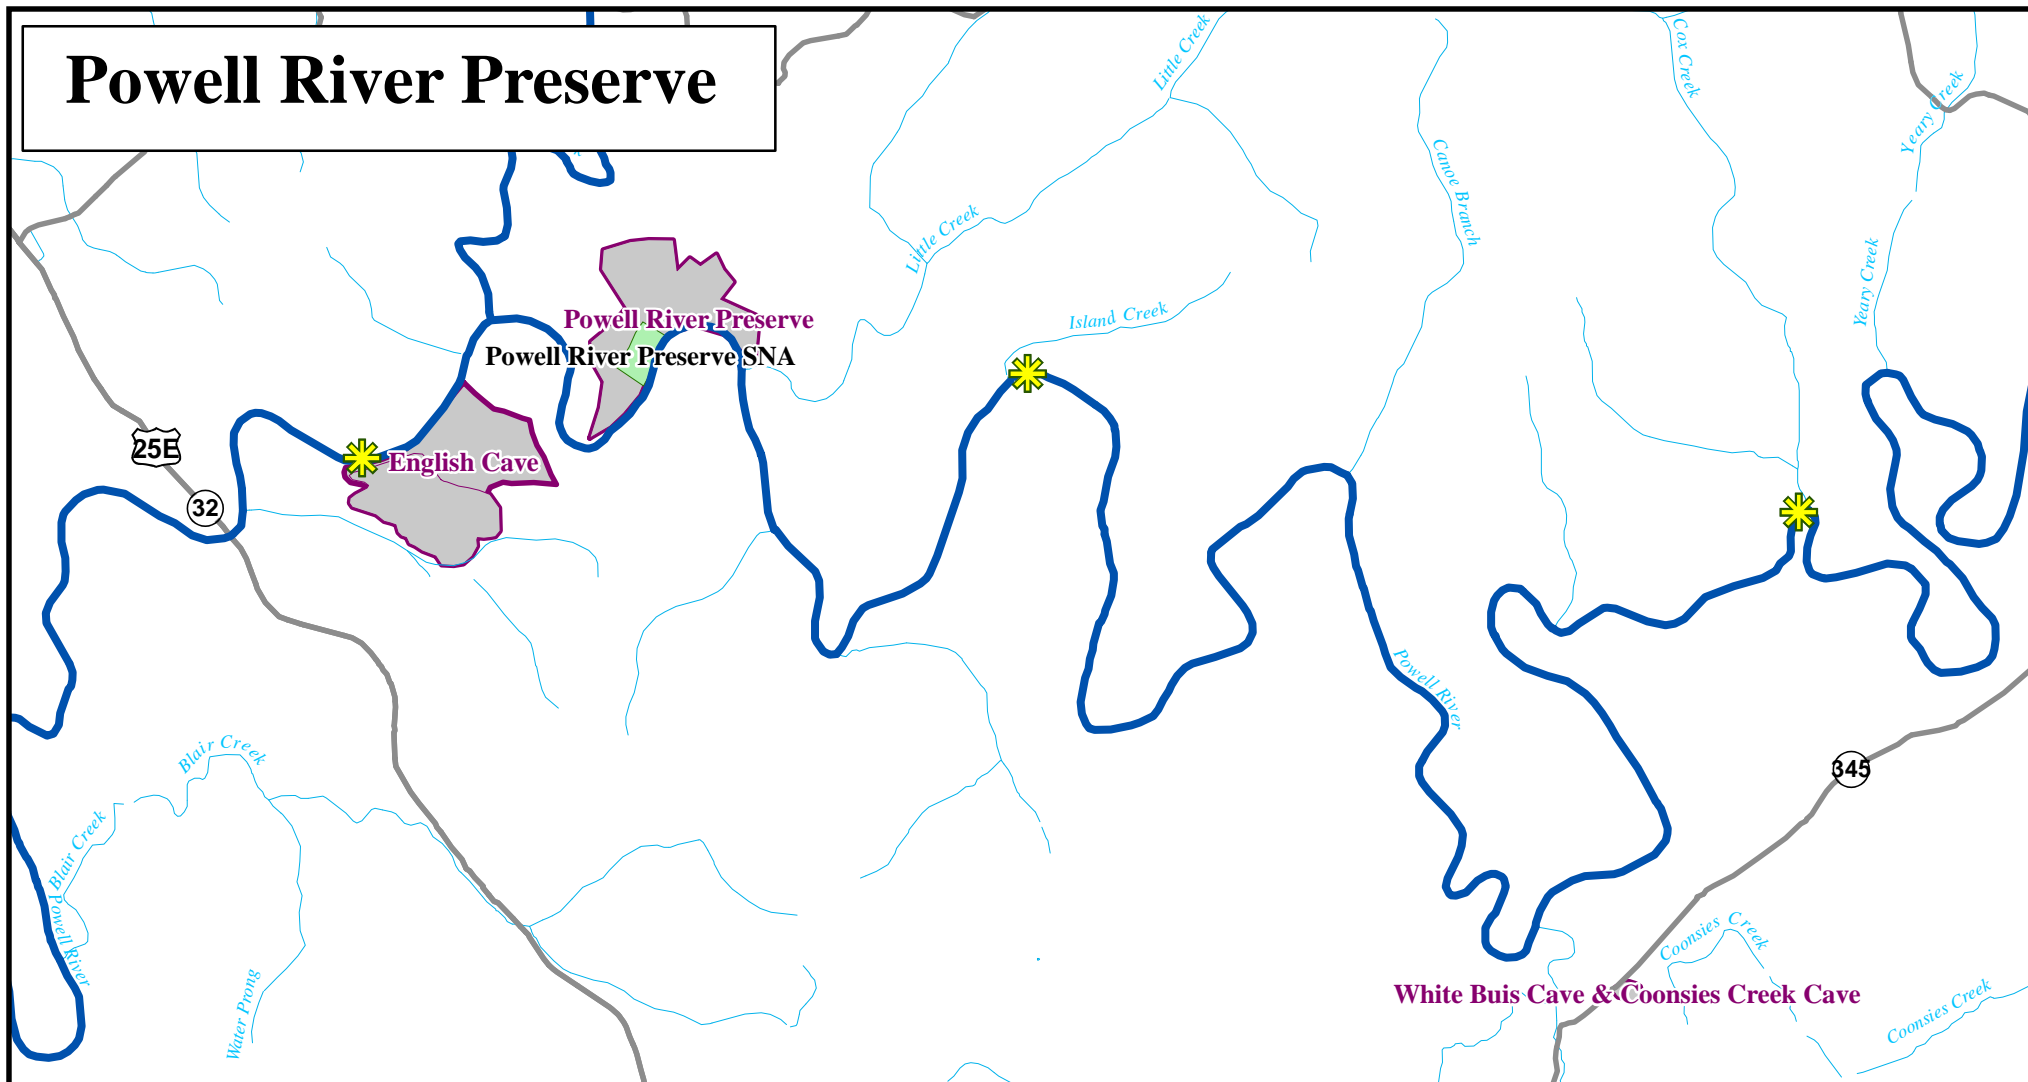 Powell River Preserve
Little Creek
Cox Creek
Yeary Creek
Canoe Branch
Little Creek
Yeary Creek
Island Creek
Powell River Preserve
Powell River Preserve SNA
25E
English Cave
32
Powell River
Blair Creek
345
Blair Creek
Powell River
Coonsies Creek
White Buis Cave & Coonsies Creek Cave
Water Prong
Coonsies Creek